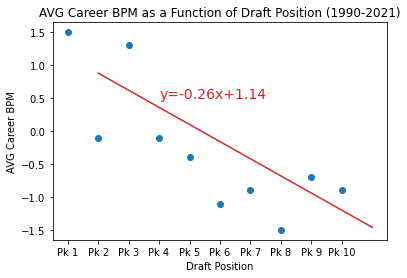 AVG Career BPM as a Function of Draft Position (1990-2021)
AVG Career BPM
1.5
1.0
0.5
0.0
−0.5
−1.0
−1.5
y=-0.26x+1.14
Pk 1 Pk 2 Pk 3 Pk 4 Pk 5 Pk 6 Pk 7 Pk 8 Pk 9 Pk 10
Draft Position